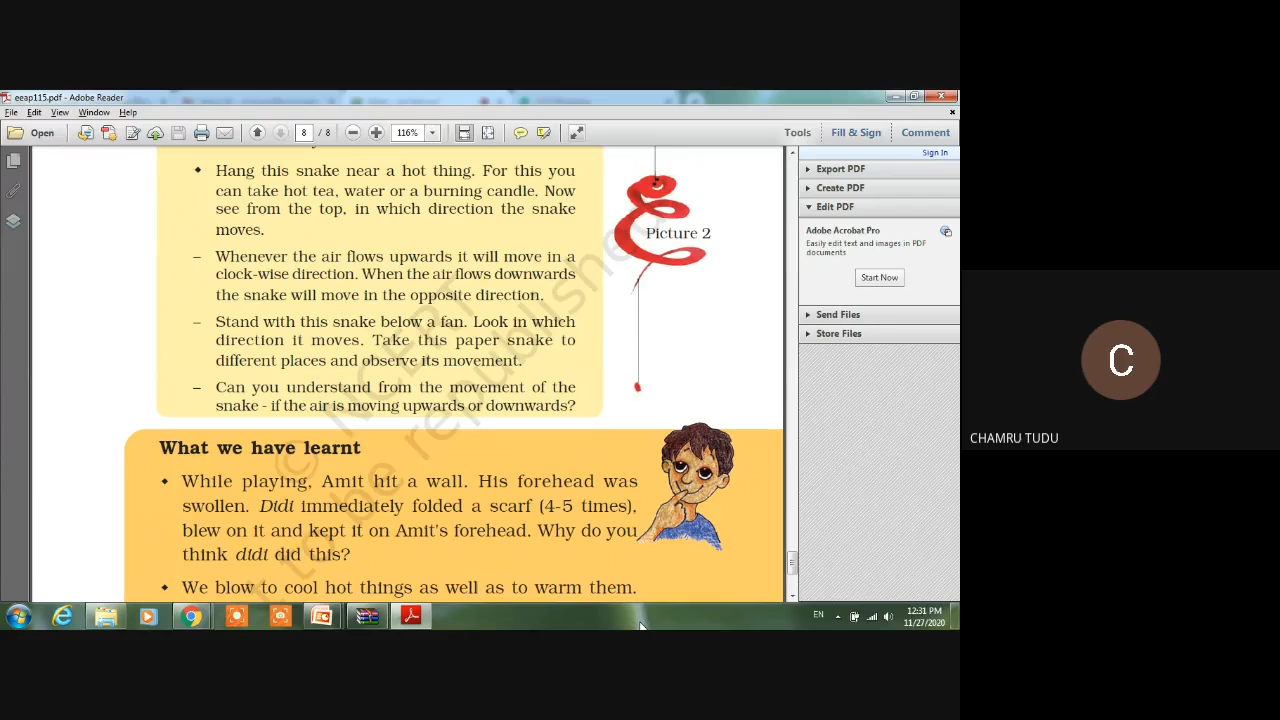 eeap115.pdf - Adobe Reader
File Edit View Window Help
Open 8 / 8 116% Tools Fill & Sign Comment
Sign In
Hang this snake near a hot thing. For this you
can take hot tea, water or a burning candle. Now
see from the top, in which direction the snake
moves.
– Whenever the air flows upwards it will move in a
clock-wise direction. When the air flows downwards
the snake will move in the opposite direction.
– Stand with this snake below a fan. Look in which
direction it moves. Take this paper snake to
different places and observe its movement.
– Can you understand from the movement of the
snake - if the air is moving upwards or downwards?
Picture 2
What we have learnt
While playing, Amit hit a wall. His forehead was
swollen. Didi immediately folded a scarf (4-5 times),
blew on it and kept it on Amit's forehead. Why do you
think didi did this?
We blow to cool hot things as well as to warm them.
Export PDF
Create PDF
Edit PDF
Adobe Acrobat Pro
Easily edit text and images in PDF
documents
Start Now
Send Files
Store Files
EN
12:31 PM
11/27/2020
C
CHAMRU TUDU
© NCERT
to be republished